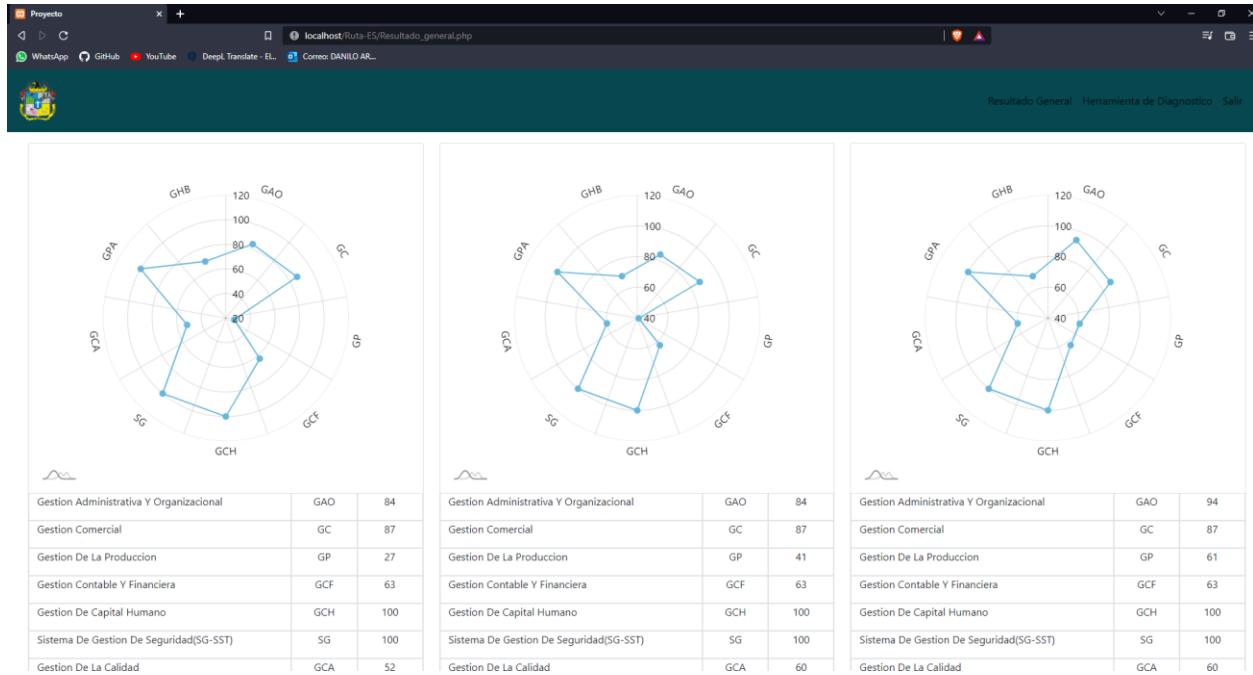 Proyecto
localhost/Ruta-ES/Resultado_general.php
WhatsApp GitHub YouTube DeepL Translate - EL... Correo: DANILO AR...
Resultado General Herramienta de Diagnostico Salir
GHB 120 GAO
100
GPA 80 GC
60
40
20
GCA GP
SG GCF
GCH
GHB 120 GAO
100
GPA 80 GC
60
40
GCA GP
SG GCF
GCH
GHB 120 GAO
100
GPA 80 GC
60
40
GCA GP
SG GCF
GCH
Gestion Administrativa Y Organizacional GAO 84
Gestion Comercial GC 87
Gestion De La Produccion GP 27
Gestion Contable Y Financiera GCF 63
Gestion De Capital Humano GCH 100
Sistema De Gestion De Seguridad(SG-SST) SG 100
Gestion De La Calidad GCA 52
Gestion Administrativa Y Organizacional GAO 84
Gestion Comercial GC 87
Gestion De La Produccion GP 41
Gestion Contable Y Financiera GCF 63
Gestion De Capital Humano GCH 100
Sistema De Gestion De Seguridad(SG-SST) SG 100
Gestion De La Calidad GCA 60
Gestion Administrativa Y Organizacional GAO 94
Gestion Comercial GC 87
Gestion De La Produccion GP 61
Gestion Contable Y Financiera GCF 63
Gestion De Capital Humano GCH 100
Sistema De Gestion De Seguridad(SG-SST) SG 100
Gestion De La Calidad GCA 60